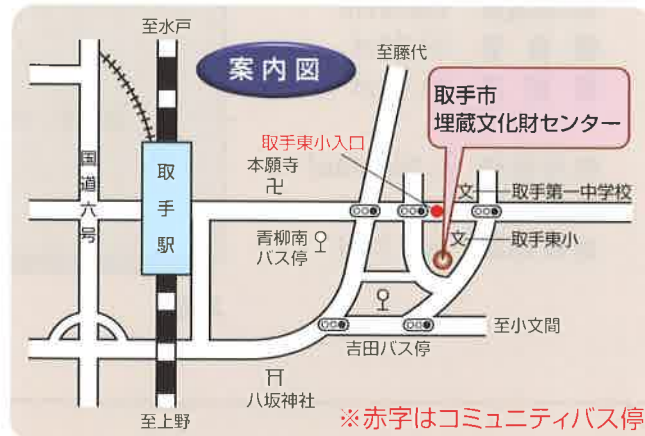 至水戸
案内図
至藤代
取手市
埋蔵文化財センター
取手東小入口
本願寺
卍
国道六号
取手駅
文
取手第一中学校
青柳南
バス停
文
取手東小
至小文間
吉田バス停
八坂神社
至上野
※赤字はコミュニティバス停